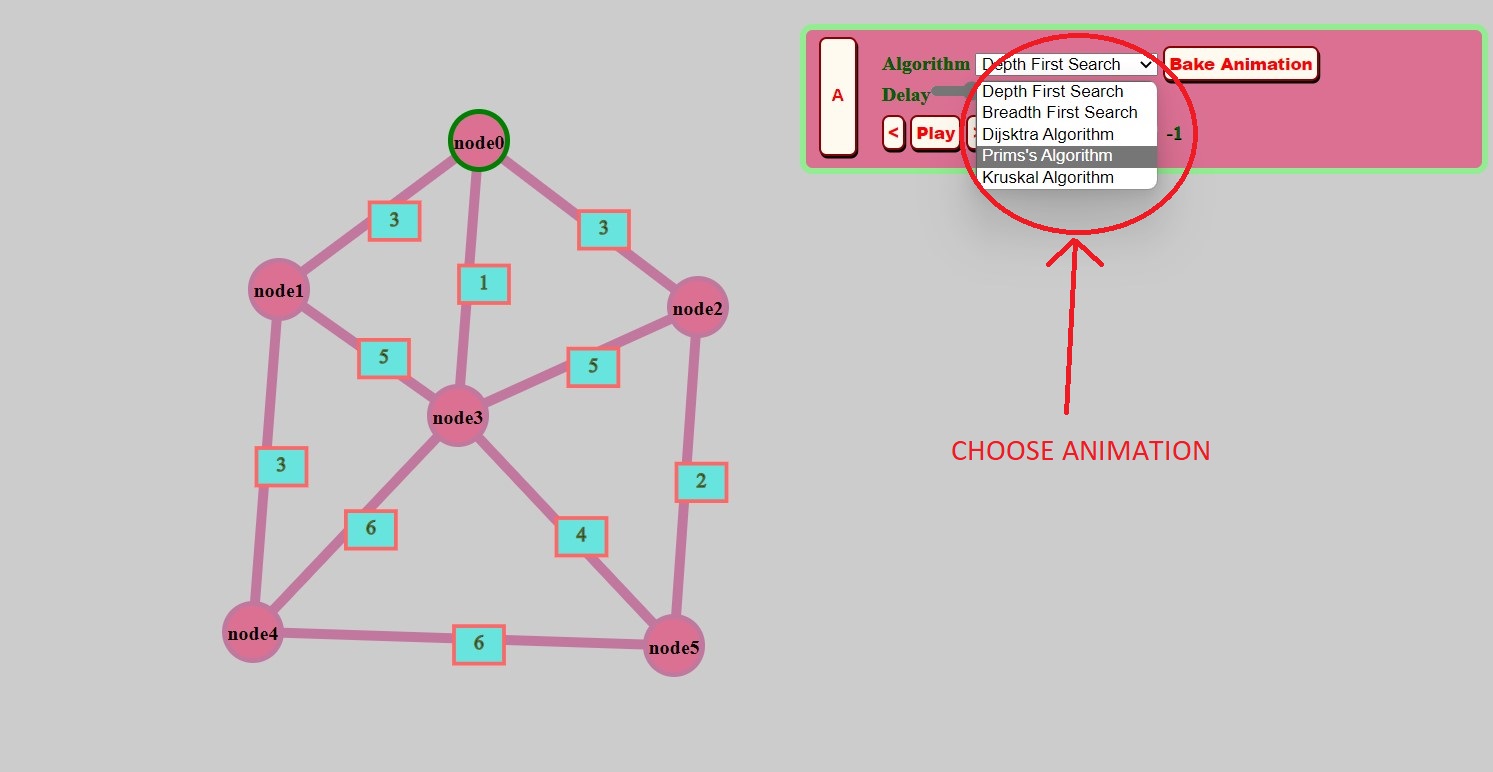 Algorithm Depth First Search Bake Animation
A
Delay
Depth First Search
Breadth First Search
Dijsktra Algorithm
Prims's Algorithm
Kruskal Algorithm
< Play
-1
CHOOSE ANIMATION
node0
3
3
1
node1
node2
5
5
node3
3
2
6
4
node4
6
node5